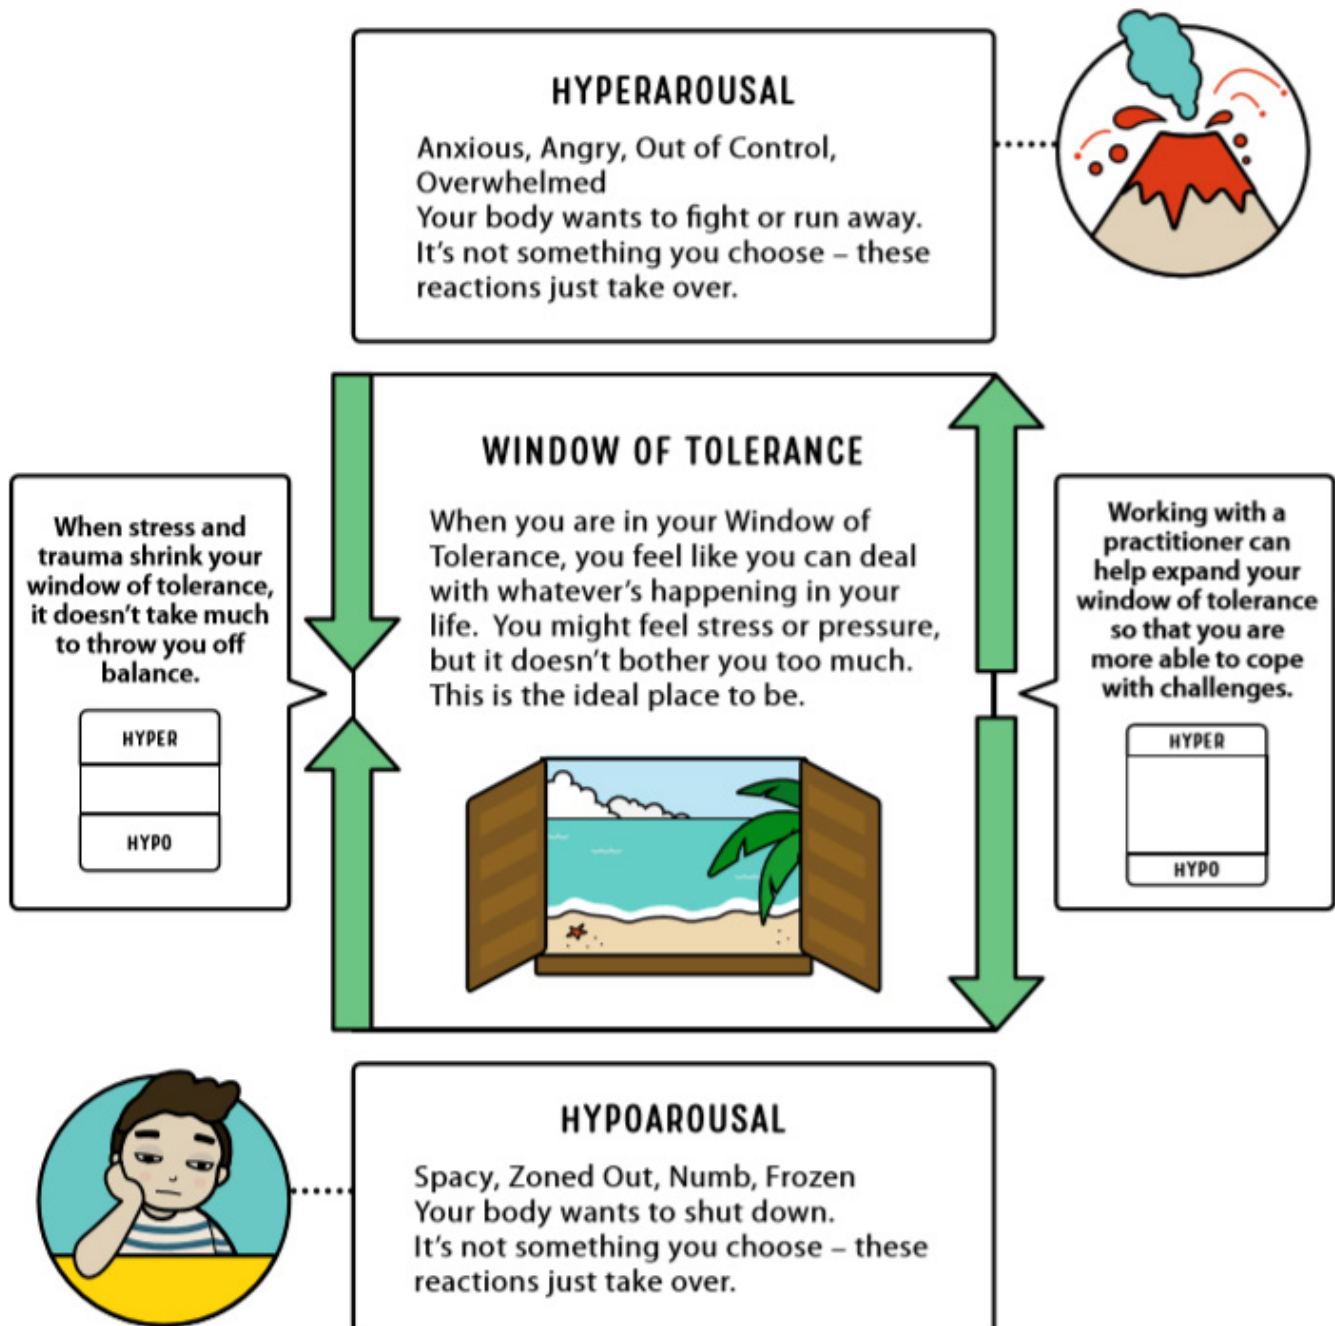 HYPERAROUSAL
Anxious, Angry, Out of Control,
Overwhelmed
Your body wants to fight or run away.
It’s not something you choose – these
reactions just take over.
WINDOW OF TOLERANCE
When you are in your Window of
Tolerance, you feel like you can deal
with whatever’s happening in your
life.  You might feel stress or pressure,
but it doesn’t bother you too much.
This is the ideal place to be.
When stress and
trauma shrink your
window of tolerance,
it doesn’t take much
to throw you off
balance.
HYPER
HYPO
Working with a
practitioner can
help expand your
window of tolerance
so that you are
more able to cope
with challenges.
HYPER
HYPO
HYPOAROUSAL
Spacy, Zoned Out, Numb, Frozen
Your body wants to shut down.
It’s not something you choose – these
reactions just take over.